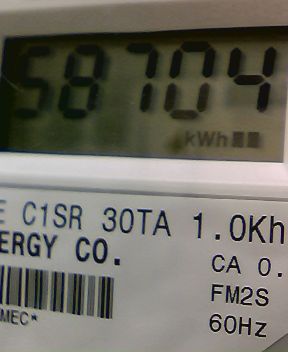 58704
kWh
E C1SR 30TA 1.0Kh
ERGY CO.
CA 0.
FM2S
MEC*
60Hz